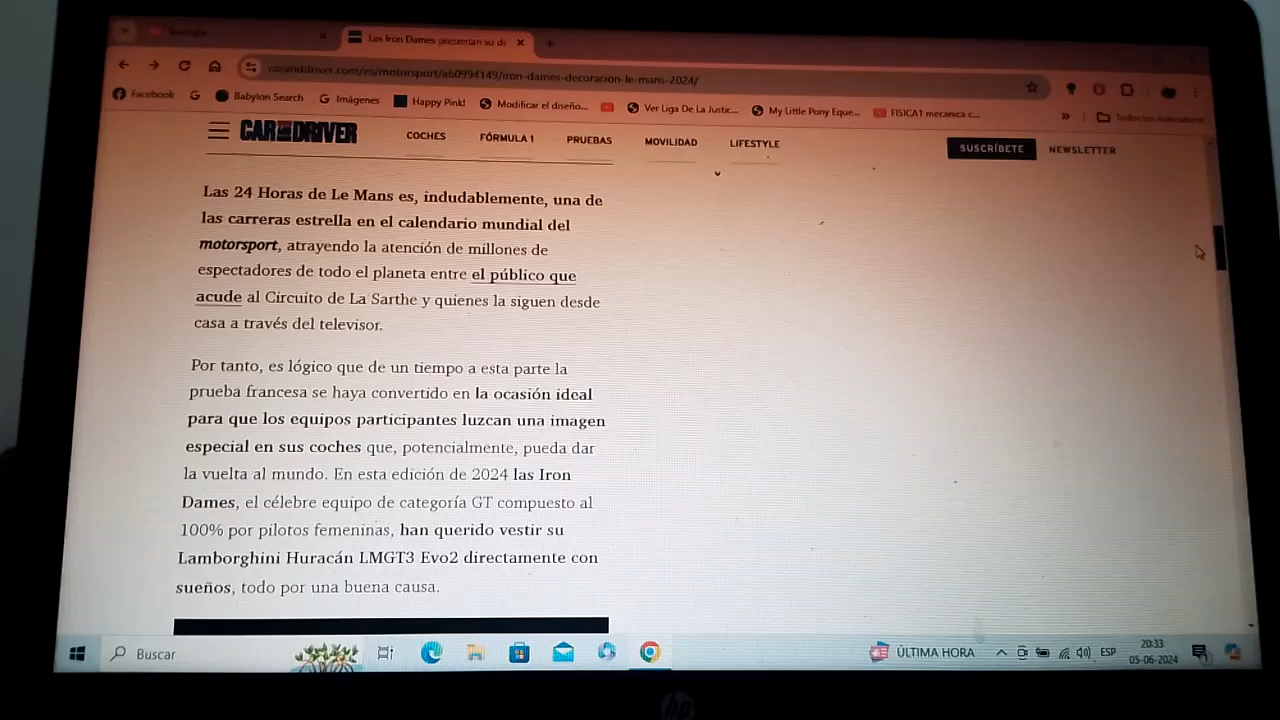 Las Iron Dames presentan su de
caranddriver.com/es/motorsport/a60994149/iron-dames-decoracion-le-mans-2024/
Facebook
G
Babylon Search
G Imágenes
Happy Pinkl
Modificar el diseño...
Ver Liga De La Justic...
My Little Pony Eque...
FISICA1 mecanica c...
»
Todos los marcadores
CAR AND DRIVER
COCHES
FÓRMULA 1
PRUEBAS
MOVILIDAD
LIFESTYLE
SUSCRÍBETE
NEWSLETTER
Las 24 Horas de Le Mans es, indudablemente, una de
las carreras estrella en el calendario mundial del
motorsport, atrayendo la atención de millones de
espectadores de todo el planeta entre el público que
acude al Circuito de La Sarthe y quienes la siguen desde
casa a través del televisor.
Por tanto, es lógico que de un tiempo a esta parte la
prueba francesa se haya convertido en la ocasión ideal
para que los equipos participantes luzcan una imagen
especial en sus coches que, potencialmente, pueda dar
la vuelta al mundo. En esta edición de 2024 las Iron
Dames, el célebre equipo de categoría GT compuesto al
100% por pilotos femeninas, han querido vestir su
Lamborghini Huracán LMGT3 Evo2 directamente con
sueños, todo por una buena causa.
Buscar
ÚLTIMA HORA
ESP
20:33
05-06-2024
hp